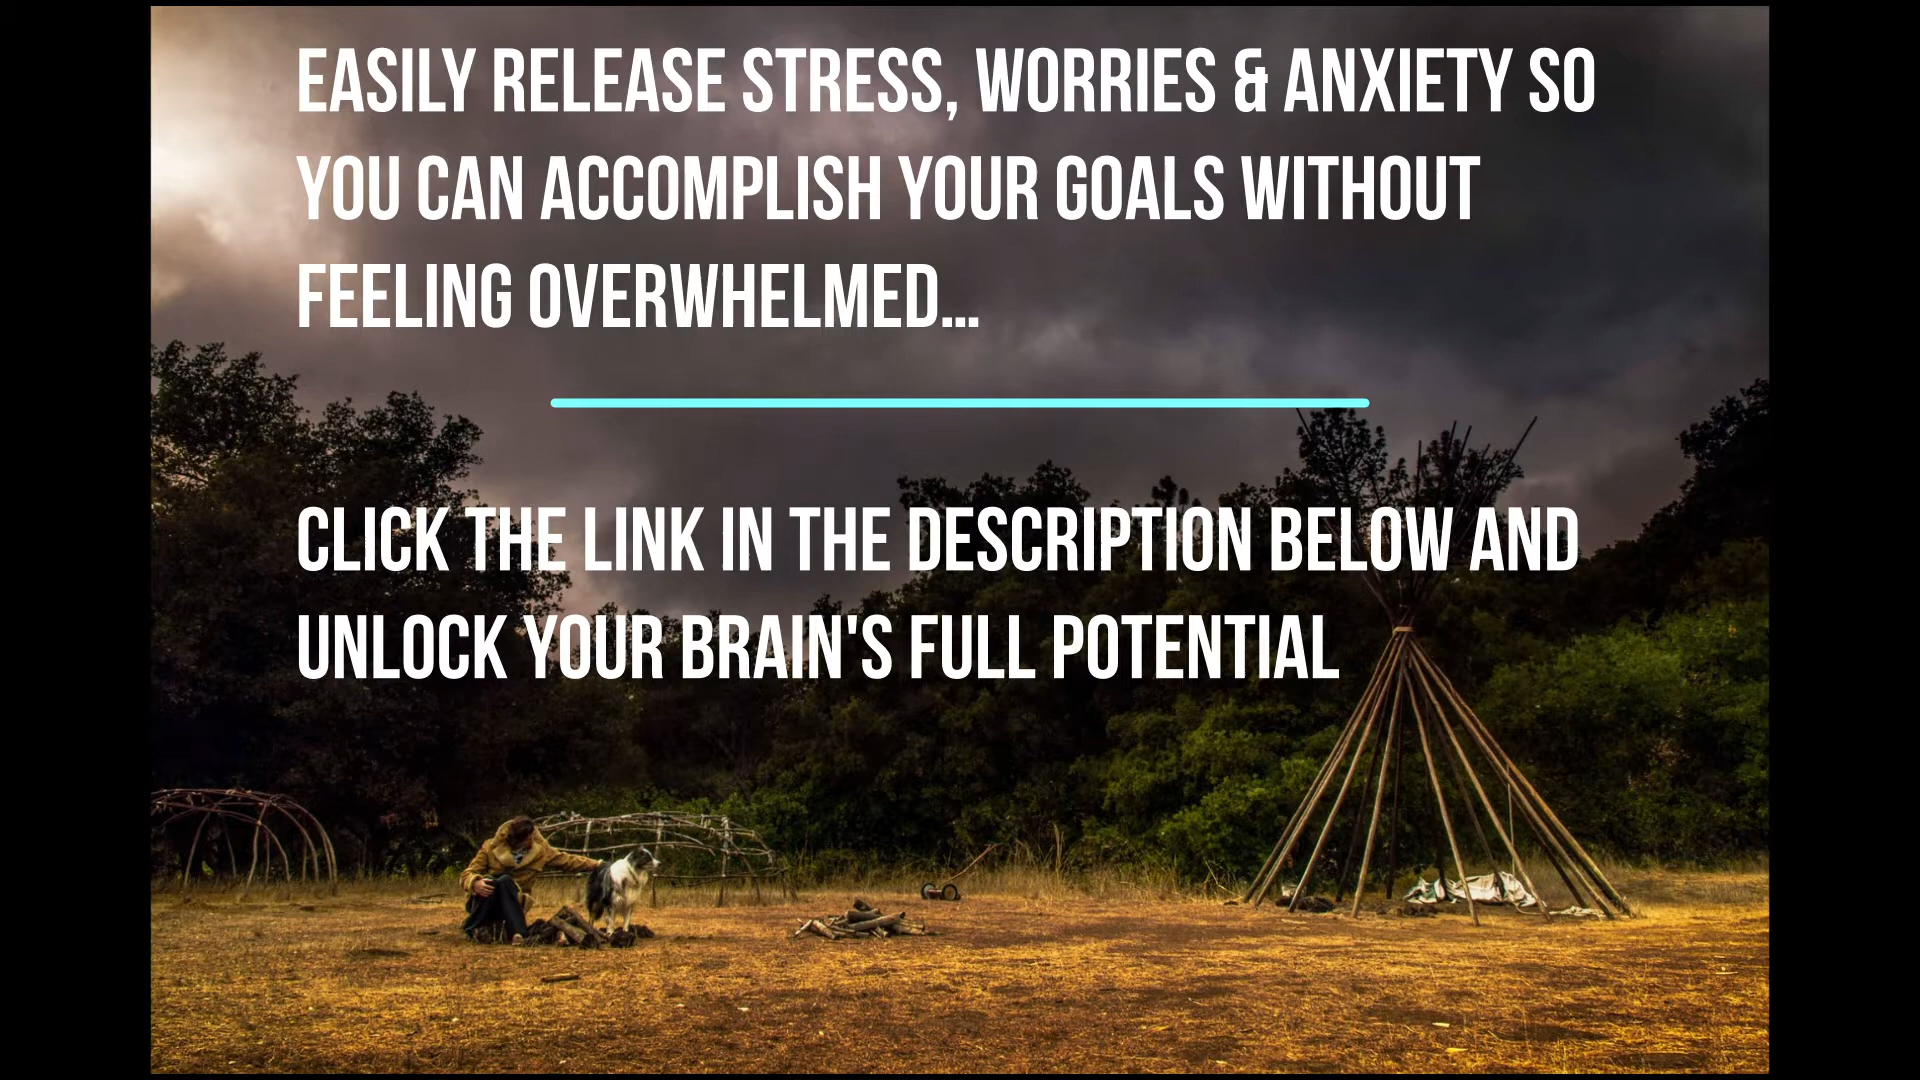 EASILY RELEASE STRESS, WORRIES & ANXIETY SO
YOU CAN ACCOMPLISH YOUR GOALS WITHOUT
FEELING OVERWHELMED...
CLICK THE LINK IN THE DESCRIPTION BELOW AND
UNLOCK YOUR BRAIN'S FULL POTENTIAL